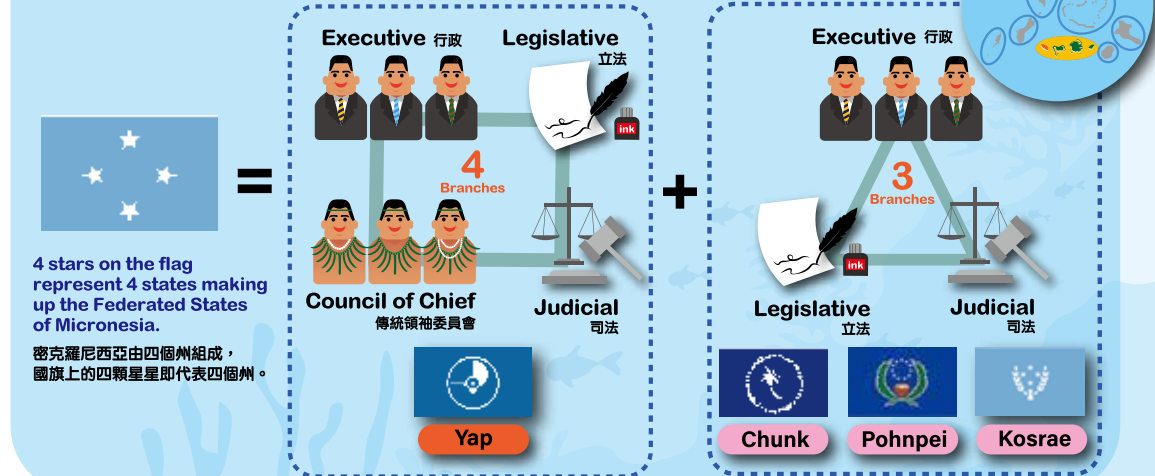 4 stars on the flag
represent 4 states making
up the Federated States
of Micronesia.
密克羅尼西亞由四個州組成，
國旗上的四顆星星即代表四個州。
=
Executive 行政
Legislative
立法
ink
4
Branches
Council of Chief
傳統領袖委員會
Judicial
司法
Yap
+
Executive 行政
3
Branches
ink
Legislative
立法
Judicial
司法
Chunk
Pohnpei
Kosrae